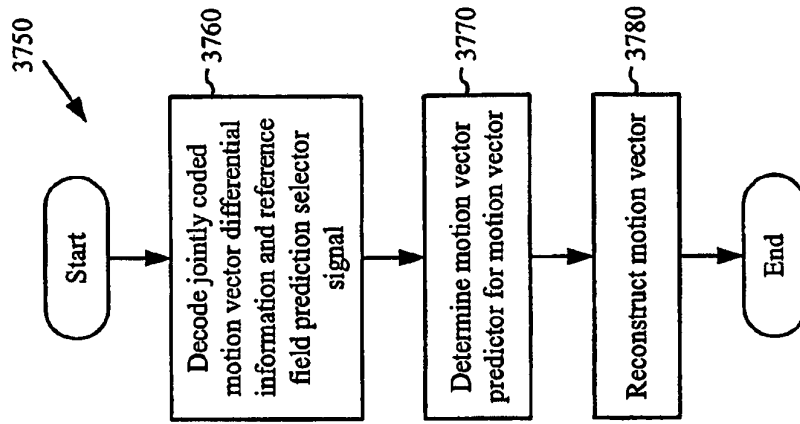 3750
Start
3760
Decode jointly coded
motion vector differential
information and reference
field prediction selector
signal
3770
Determine motion vector
predictor for motion vector
3780
Reconstruct motion vector
End